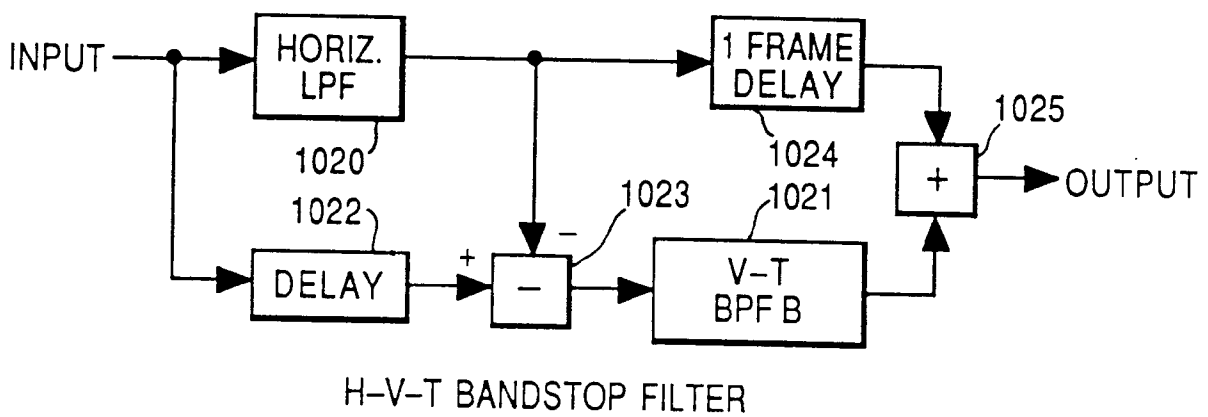 INPUT
HORIZ.
LPF
1020
1 FRAME
DELAY
1024
1025
+
OUTPUT
1022
DELAY
+
−
1023
−
1021
V–T
BPF B
H–V–T BANDSTOP FILTER